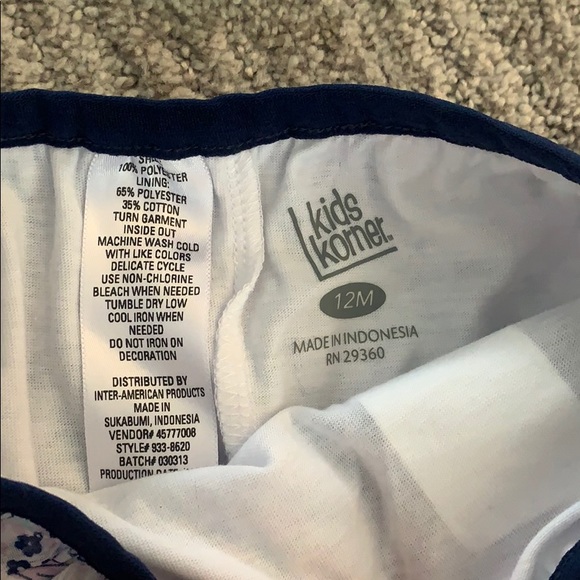 100% POLYESTER
LINING:
65% POLYESTER
35% COTTON
TURN GARMENT
INSIDE OUT
MACHINE WASH COLD
WITH LIKE COLORS
DELICATE CYCLE
USE NON-CHLORINE
BLEACH WHEN NEEDED
TUMBLE DRY LOW
COOL IRON WHEN
NEEDED
DO NOT IRON ON
DECORATION
DISTRIBUTED BY
INTER-AMERICAN PRODUCTS
MADE IN
SUKABUMI, INDONESIA
VENDOR# 45777008
STYLE# 933-8620
BATCH# 030313
PRODUCTION DATE
kids
korner
12M
MADE IN INDONESIA
RN 29360